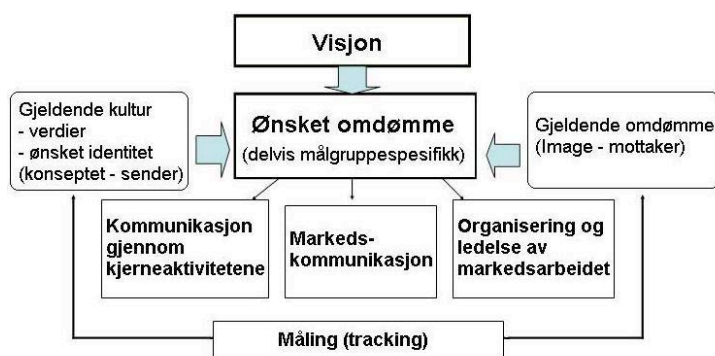 Visjon
Gjeldende kultur
- verdier
- ønsket identitet
(konseptet - sender)
Ønsket omdømme
(delvis målgruppespesifikk)
Gjeldende omdømme
(Image - mottaker)
Kommunikasjon
gjennom
kjerneaktivitetene
Markeds-
kommunikasjon
Organisering og
ledelse av
markedsarbeidet
Måling (tracking)